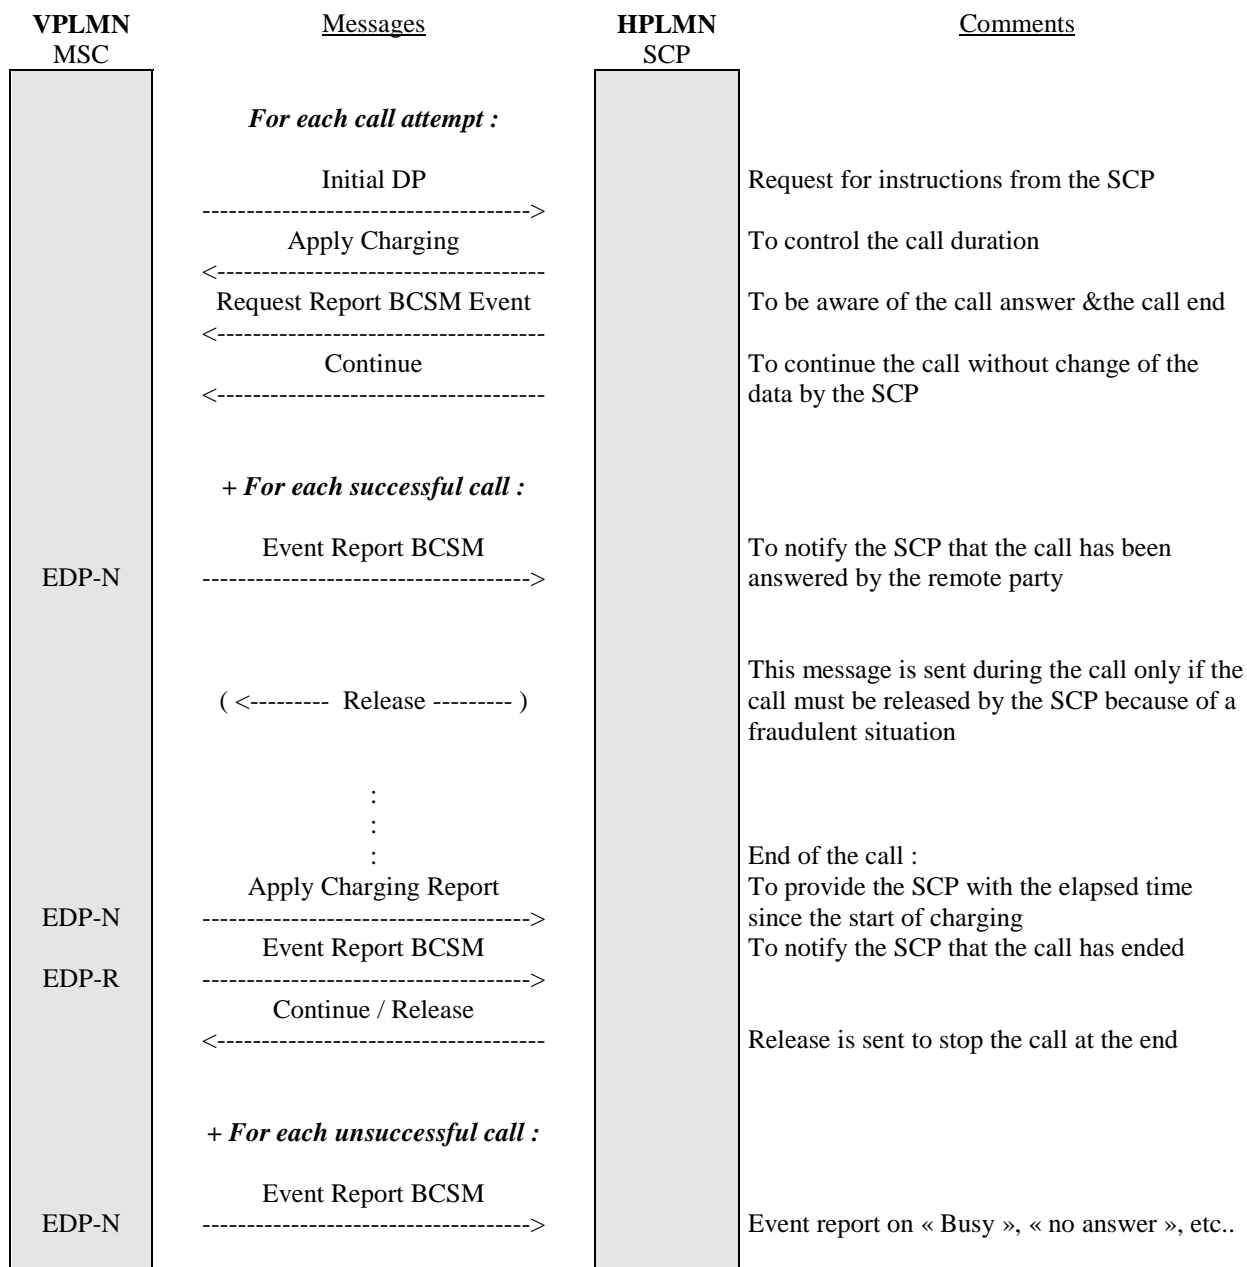 VPLMN Messages HPLMN Comments
MSC SCP
For each call attempt :
Initial DP Request for instructions from the SCP
------------------------------------->
Apply Charging To control the call duration
<-------------------------------------
Request Report BCSM Event To be aware of the call answer &the call end
<-------------------------------------
Continue To continue the call without change of the
<------------------------------------- data by the SCP
+ For each successful call :
Event Report BCSM To notify the SCP that the call has been
EDP-N -------------------------------------> answered by the remote party
This message is sent during the call only if the
( <--------- Release --------- ) call must be released by the SCP because of a
fraudulent situation
:
:
: End of the call :
Apply Charging Report To provide the SCP with the elapsed time
EDP-N -------------------------------------> since the start of charging
Event Report BCSM To notify the SCP that the call has ended
EDP-R ------------------------------------->
Continue / Release
<------------------------------------- Release is sent to stop the call at the end
+ For each unsuccessful call :
Event Report BCSM
EDP-N -------------------------------------> Event report on « Busy », « no answer », etc..